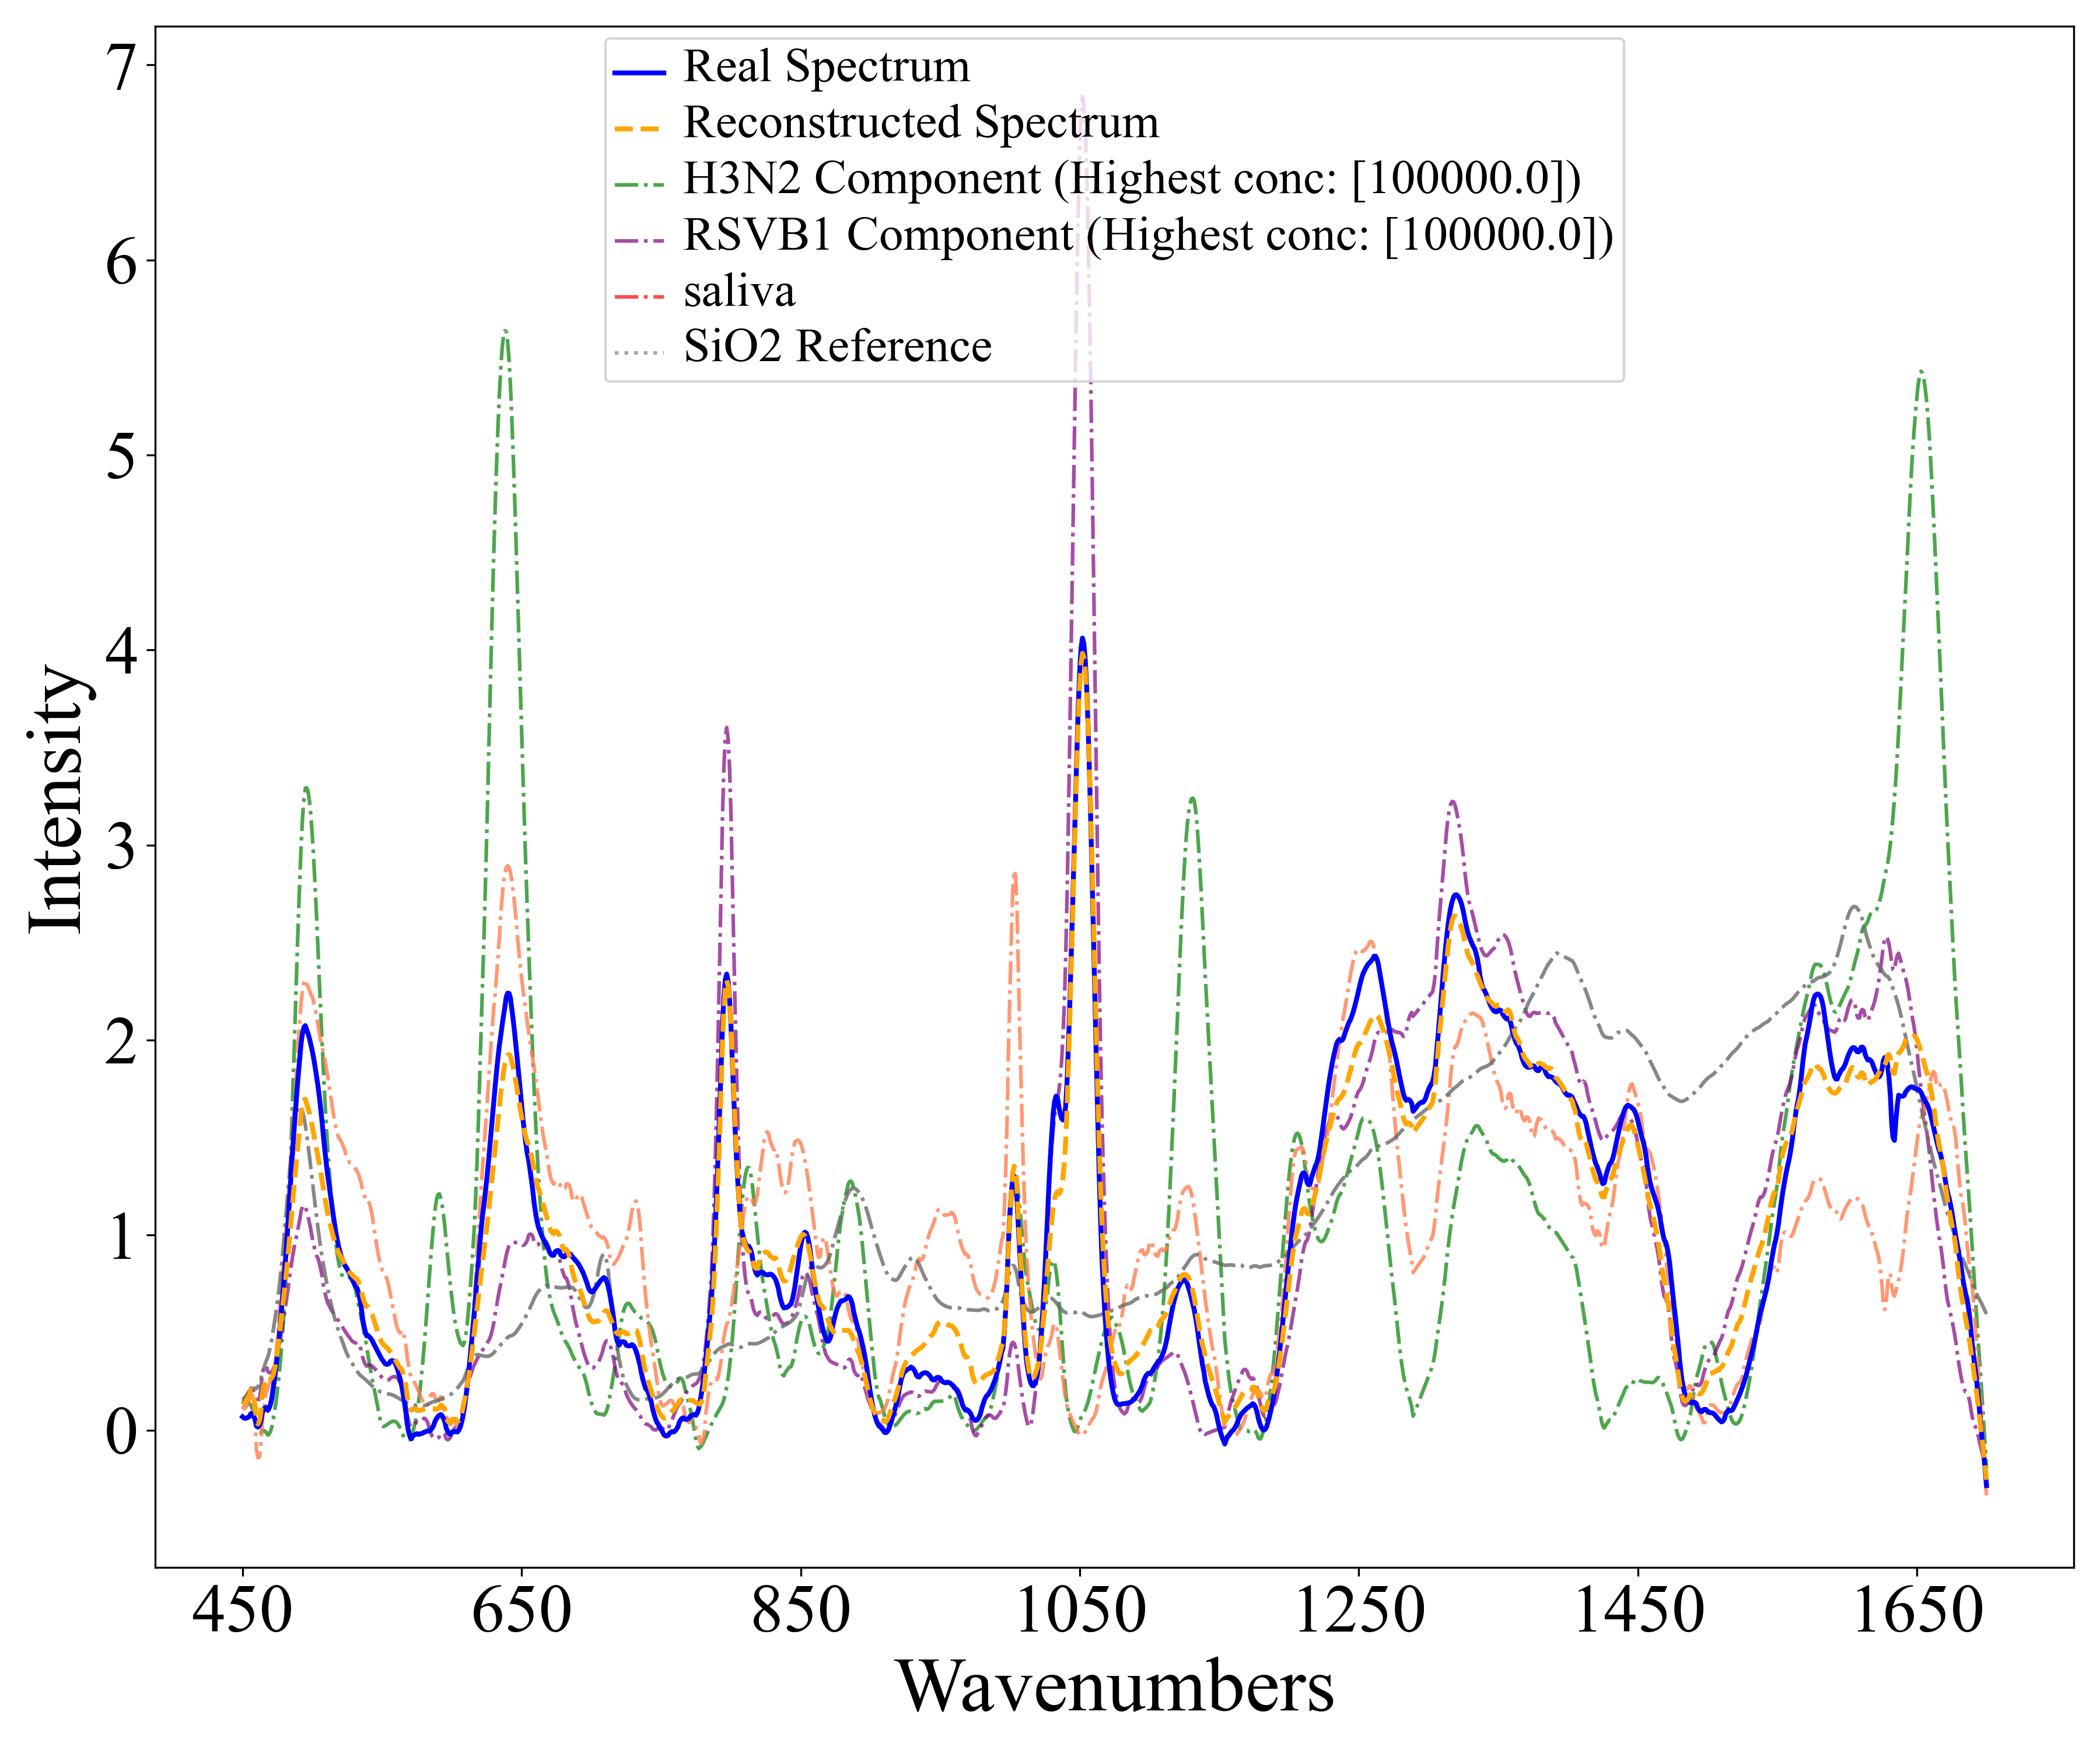 Real Spectrum
Reconstructed Spectrum
H3N2 Component (Highest conc: [100000.0])
RSVB1 Component (Highest conc: [100000.0])
saliva
SiO2 Reference
7
6
5
4
3
2
1
0
Intensity
450 650 850 1050 1250 1450 1650
Wavenumbers